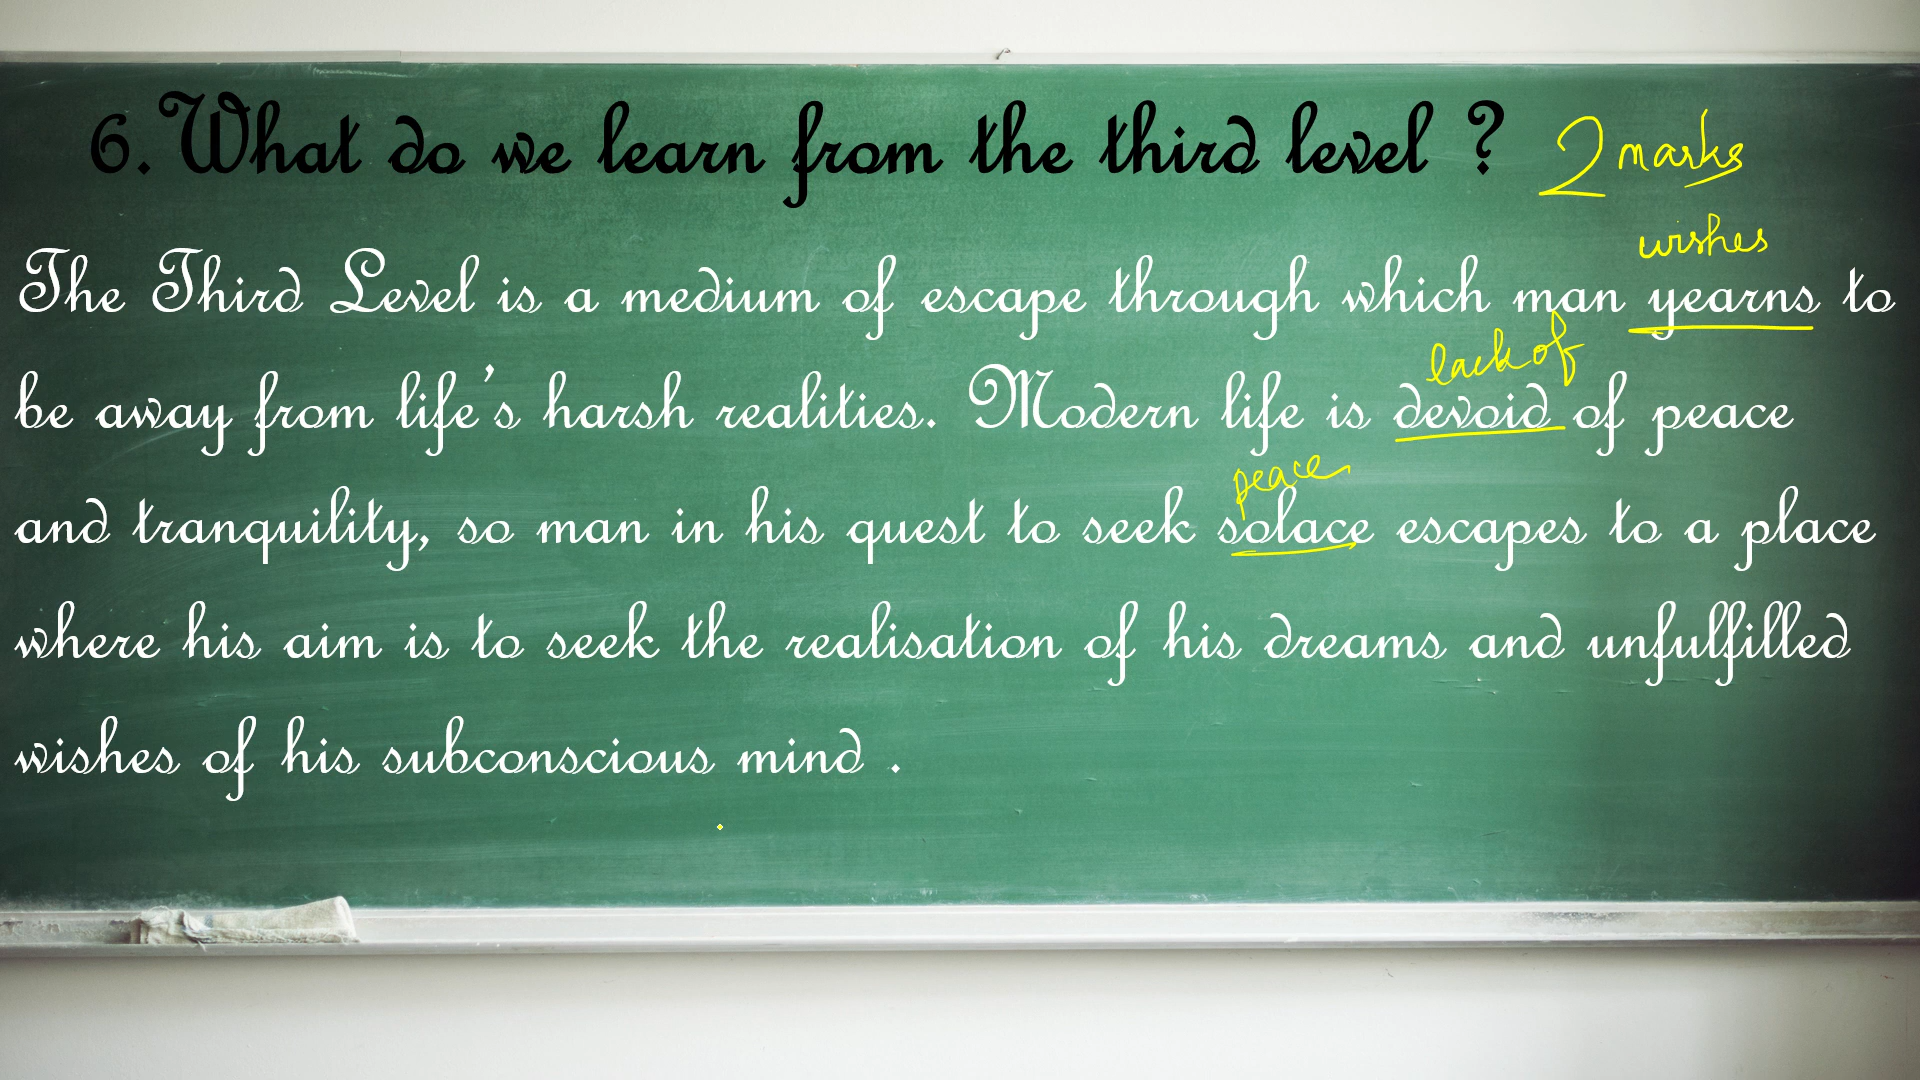 6. What do we learn from the third level ? 2 marks
wishes
The Third Level is a medium of escape through which man yearns to
lack of
be away from life's harsh realities. Modern life is devoid of peace
peace
and tranquility, so man in his quest to seek solace escapes to a place
where his aim is to seek the realisation of his dreams and unfulfilled
wishes of his subconscious mind .